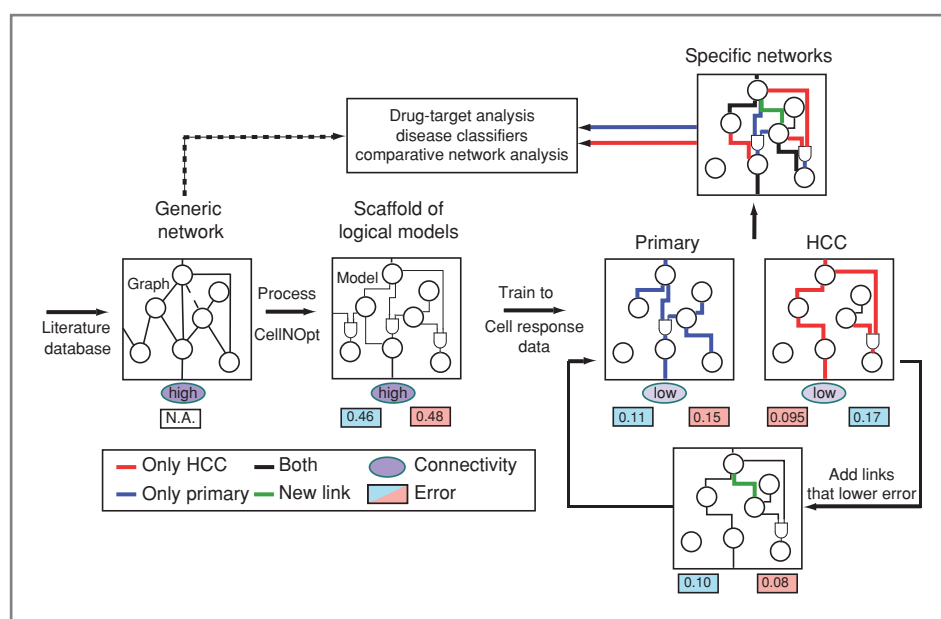 Specific networks
Drug-target analysis
disease classifiers
comparative network analysis
Generic
network
Scaffold of
logical models
Primary
HCC
Graph
Process
CellNOpt
Model
Train to
Cell response
data
Literature
database
high
N.A.
high
0.46
0.48
low
0.11
0.15
low
0.095
0.17
Only HCC
Both
Connectivity
Only primary
New link
Error
Add links
that lower error
0.10
0.08